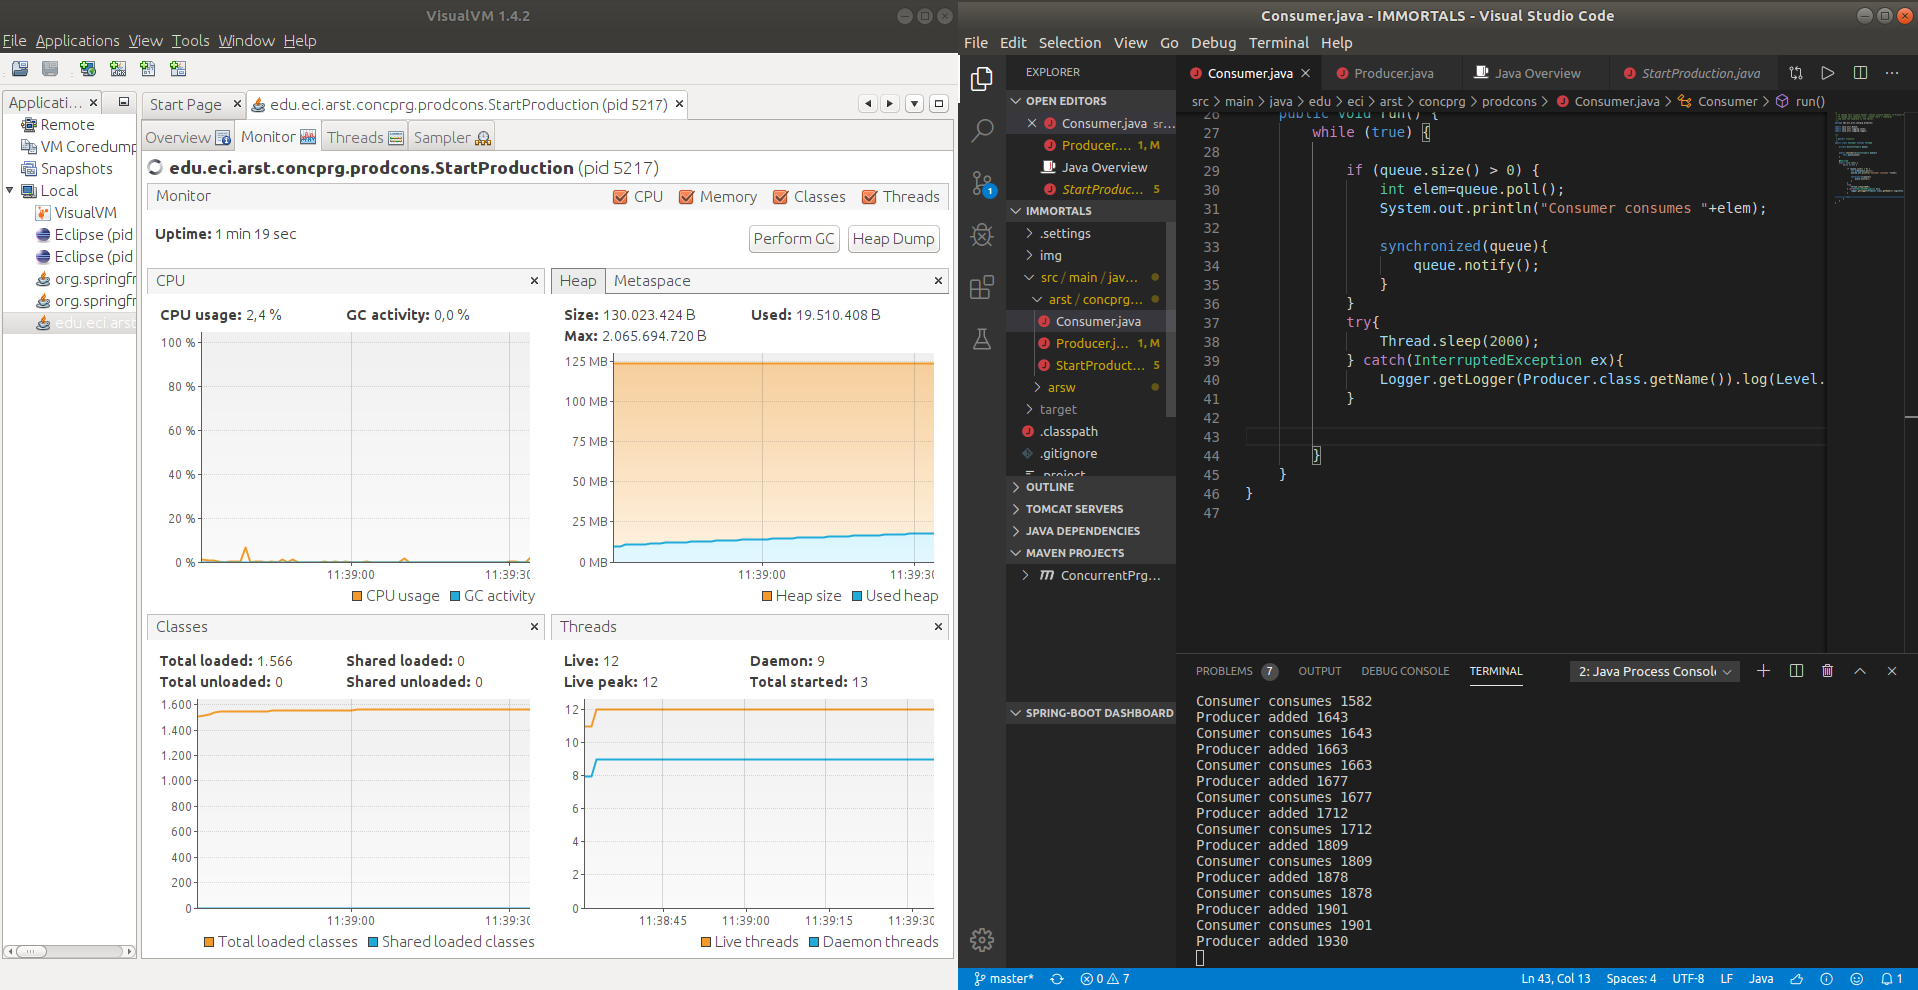 VisualVM 1.4.2
File Applications View Tools Window Help
Applicati... × Start Page × edu.eci.arst.concprg.prodcons.StartProduction (pid 5217) ×
Remote
VM Coredump
Snapshots
Local
VisualVM
Eclipse (pid
Eclipse (pid
org.springfr
org.springfr
edu.eci.arst
Overview Monitor Threads Sampler
edu.eci.arst.concprg.prodcons.StartProduction (pid 5217)
Monitor CPU Memory Classes Threads
Uptime: 1 min 19 sec Perform GC Heap Dump
CPU ×
CPU usage: 2,4 % GC activity: 0,0 %
100 %
80 %
60 %
40 %
20 %
0 %
11:39:00 11:39:30
CPU usage GC activity
Heap Metaspace ×
Size: 130.023.424 B Used: 19.510.408 B
Max: 2.065.694.720 B
125 MB
100 MB
75 MB
50 MB
25 MB
0 MB
11:39:00 11:39:30
Heap size Used heap
Classes ×
Total loaded: 1.566 Shared loaded: 0
Total unloaded: 0 Shared unloaded: 0
1.600
1.400
1.200
1.000
800
600
400
200
0
11:39:00 11:39:30
Total loaded classes Shared loaded classes
Threads ×
Live: 12 Daemon: 9
Live peak: 12 Total started: 13
12
10
8
6
4
2
0
11:38:45 11:39:00 11:39:15 11:39:30
Live threads Daemon threads
Consumer.java - IMMORTALS - Visual Studio Code
File Edit Selection View Go Debug Terminal Help
EXPLORER
OPEN EDITORS
Consumer.java sr...
Producer.... 1, M
Java Overview
StartProduc... 5
IMMORTALS
.settings
img
src / main / jav...
arst / concprg...
Consumer.java
Producer.j... 1, M
StartProduct... 5
arsw
target
.classpath
.gitignore
.project
OUTLINE
TOMCAT SERVERS
JAVA DEPENDENCIES
MAVEN PROJECTS
ConcurrentPrg...
SPRING-BOOT DASHBOARD
1
Consumer.java × Producer.java Java Overview StartProduction.java
src > main > java > edu > eci > arst > concprg > prodcons > Consumer.java > Consumer > run()
26 public void run() {
27 while (true) {
28
29 if (queue.size() > 0) {
30 int elem=queue.poll();
31 System.out.println("Consumer consumes "+elem);
32
33 synchronized(queue){
34 queue.notify();
35 }
36 }
37 try{
38 Thread.sleep(2000);
39 } catch(InterruptedException ex){
40 Logger.getLogger(Producer.class.getName()).log(Level.
41 }
42
43
44 }
45 }
46 }
47
PROBLEMS 7 OUTPUT DEBUG CONSOLE TERMINAL 2: Java Process Console
Consumer consumes 1582
Producer added 1643
Consumer consumes 1643
Producer added 1663
Consumer consumes 1663
Producer added 1677
Consumer consumes 1677
Producer added 1712
Consumer consumes 1712
Producer added 1809
Consumer consumes 1809
Producer added 1878
Consumer consumes 1878
Producer added 1901
Consumer consumes 1901
Producer added 1930
master* 0 7 Ln 43, Col 13 Spaces: 4 UTF-8 LF Java 1